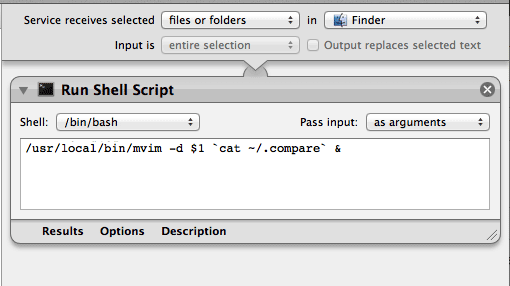 Service receives selected files or folders in Finder
Input is entire selection Output replaces selected text
Run Shell Script
Shell: /bin/bash Pass input: as arguments
/usr/local/bin/mvim -d $1 `cat ~/.compare` &
Results Options Description